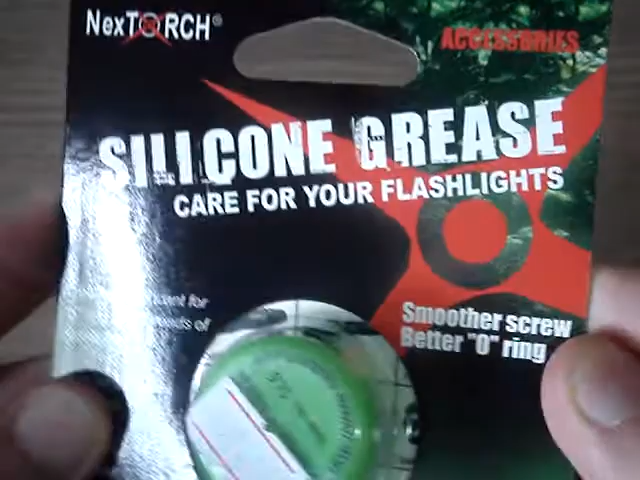 NexTORCH®
ACCESSORIES
SILICONE GREASE
CARE FOR YOUR FLASHLIGHTS
Smoother screw
Better "O" ring